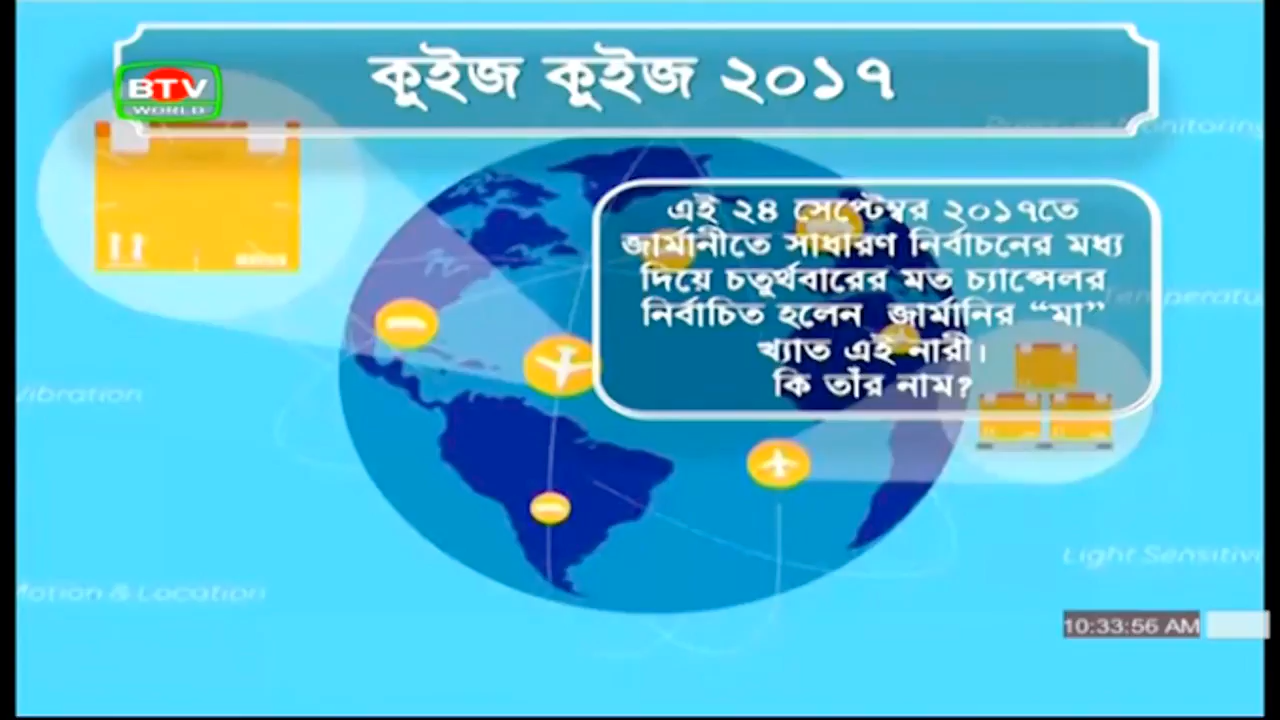 কুইজ কুইজ ২০১৭
BTV
WORLD
এই ২৪ সেপ্টেম্বর ২০১৭তে
জার্মানীতে সাধারণ নির্বাচনের মধ্য
দিয়ে চতুর্থবারের মত চ্যান্সেলর
নির্বাচিত হলেন জার্মানির “মা”
খ্যাত এই নারী।
কি তাঁর নাম?
Vibration
Light Sensitivi
Motion & Location
10:33:56 AM